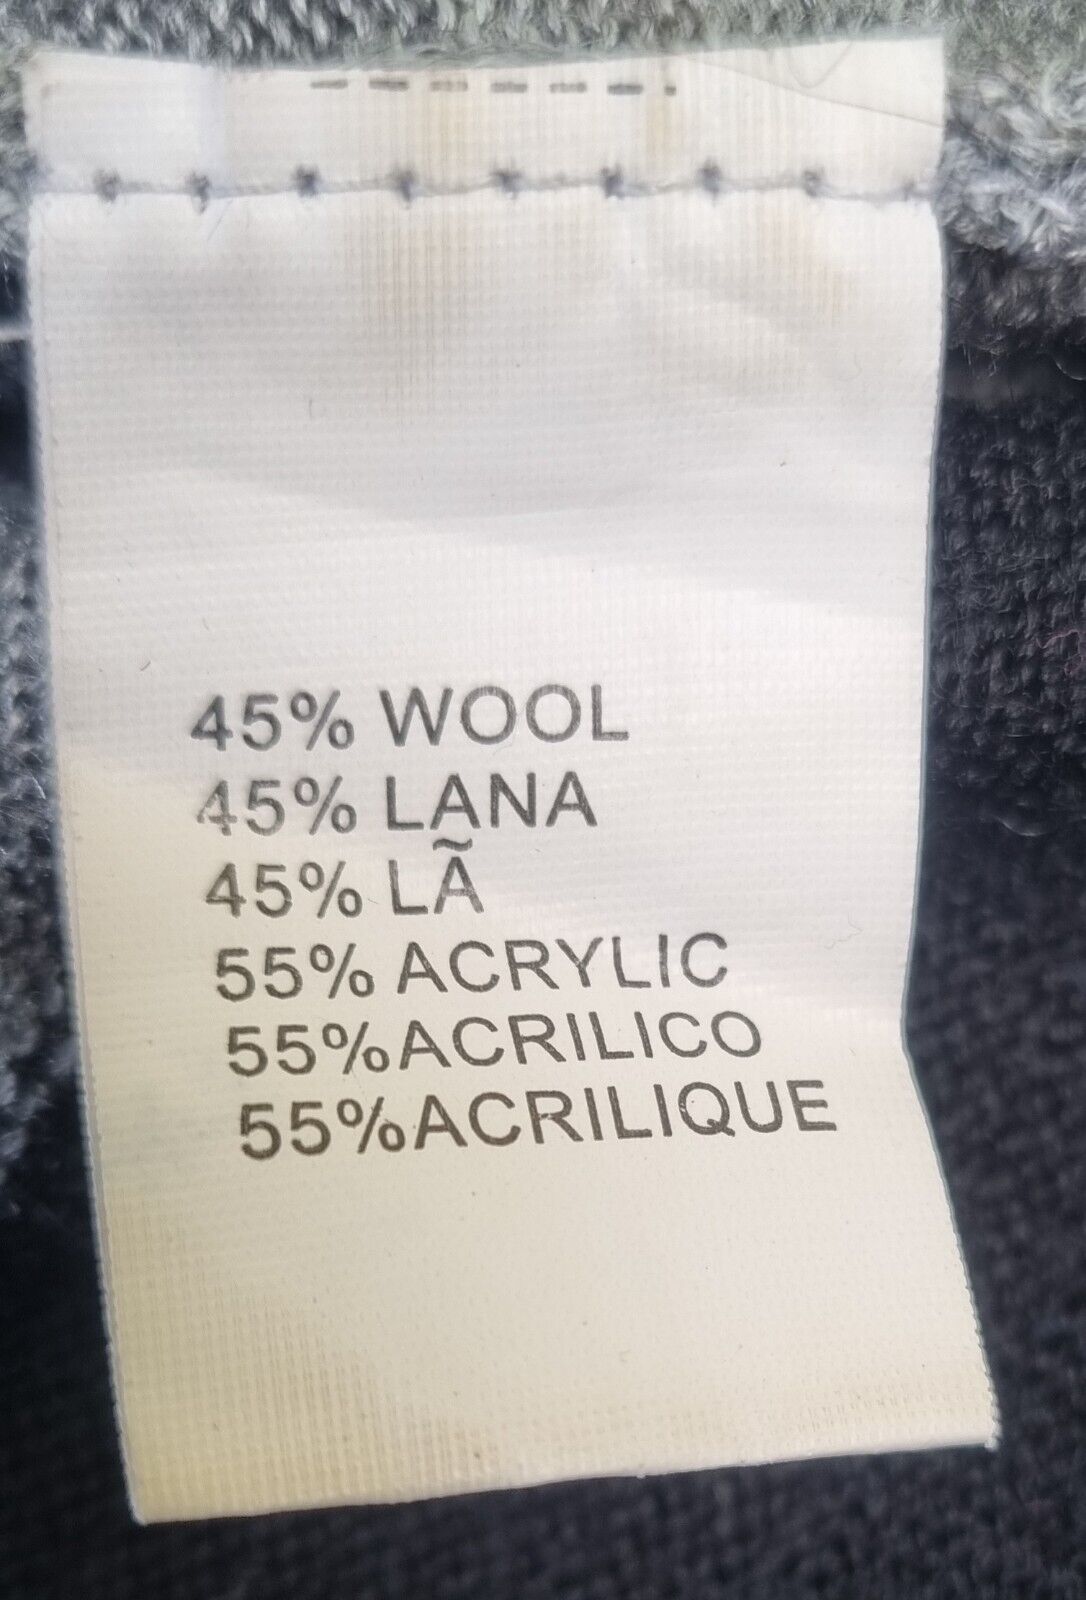 45% WOOL
45% LANA
45% LÃ
55% ACRYLIC
55%ACRILICO
55%ACRILIQUE